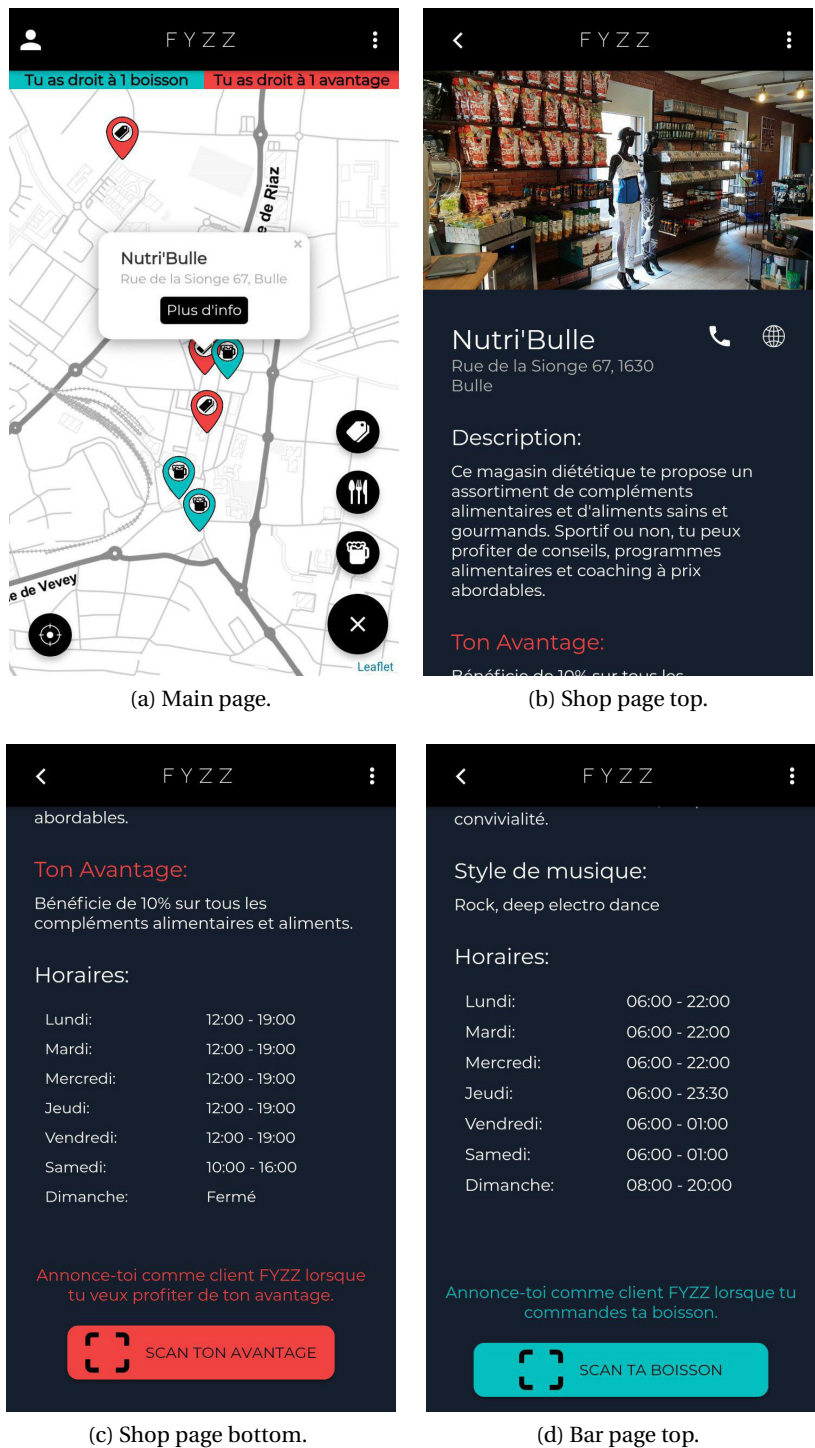 FYZZ
Tu as droit à 1 boisson
Tu as droit à 1 avantage
e de Riaz
Nutri'Bulle
Rue de la Sionge 67, Bulle
Plus d'info
e de Vevey
Leaflet
(a) Main page.
FYZZ
Nutri'Bulle
Rue de la Sionge 67, 1630
Bulle
Description:
Ce magasin diététique te propose un
assortiment de compléments
alimentaires et d'aliments sains et
gourmands. Sportif ou non, tu peux
profiter de conseils, programmes
alimentaires et coaching à prix
abordables.
Ton Avantage:
Bénéficie de 10% sur tous les
(b) Shop page top.
FYZZ
abordables.
Ton Avantage:
Bénéficie de 10% sur tous les
compléments alimentaires et aliments.
Horaires:
Lundi: 12:00 - 19:00
Mardi: 12:00 - 19:00
Mercredi: 12:00 - 19:00
Jeudi: 12:00 - 19:00
Vendredi: 12:00 - 19:00
Samedi: 10:00 - 16:00
Dimanche: Fermé
Annonce-toi comme client FYZZ lorsque
tu veux profiter de ton avantage.
SCAN TON AVANTAGE
(c) Shop page bottom.
FYZZ
convivialité.
Style de musique:
Rock, deep electro dance
Horaires:
Lundi: 06:00 - 22:00
Mardi: 06:00 - 22:00
Mercredi: 06:00 - 22:00
Jeudi: 06:00 - 23:30
Vendredi: 06:00 - 01:00
Samedi: 06:00 - 01:00
Dimanche: 08:00 - 20:00
Annonce-toi comme client FYZZ lorsque tu
commandes ta boisson.
SCAN TA BOISSON
(d) Bar page top.